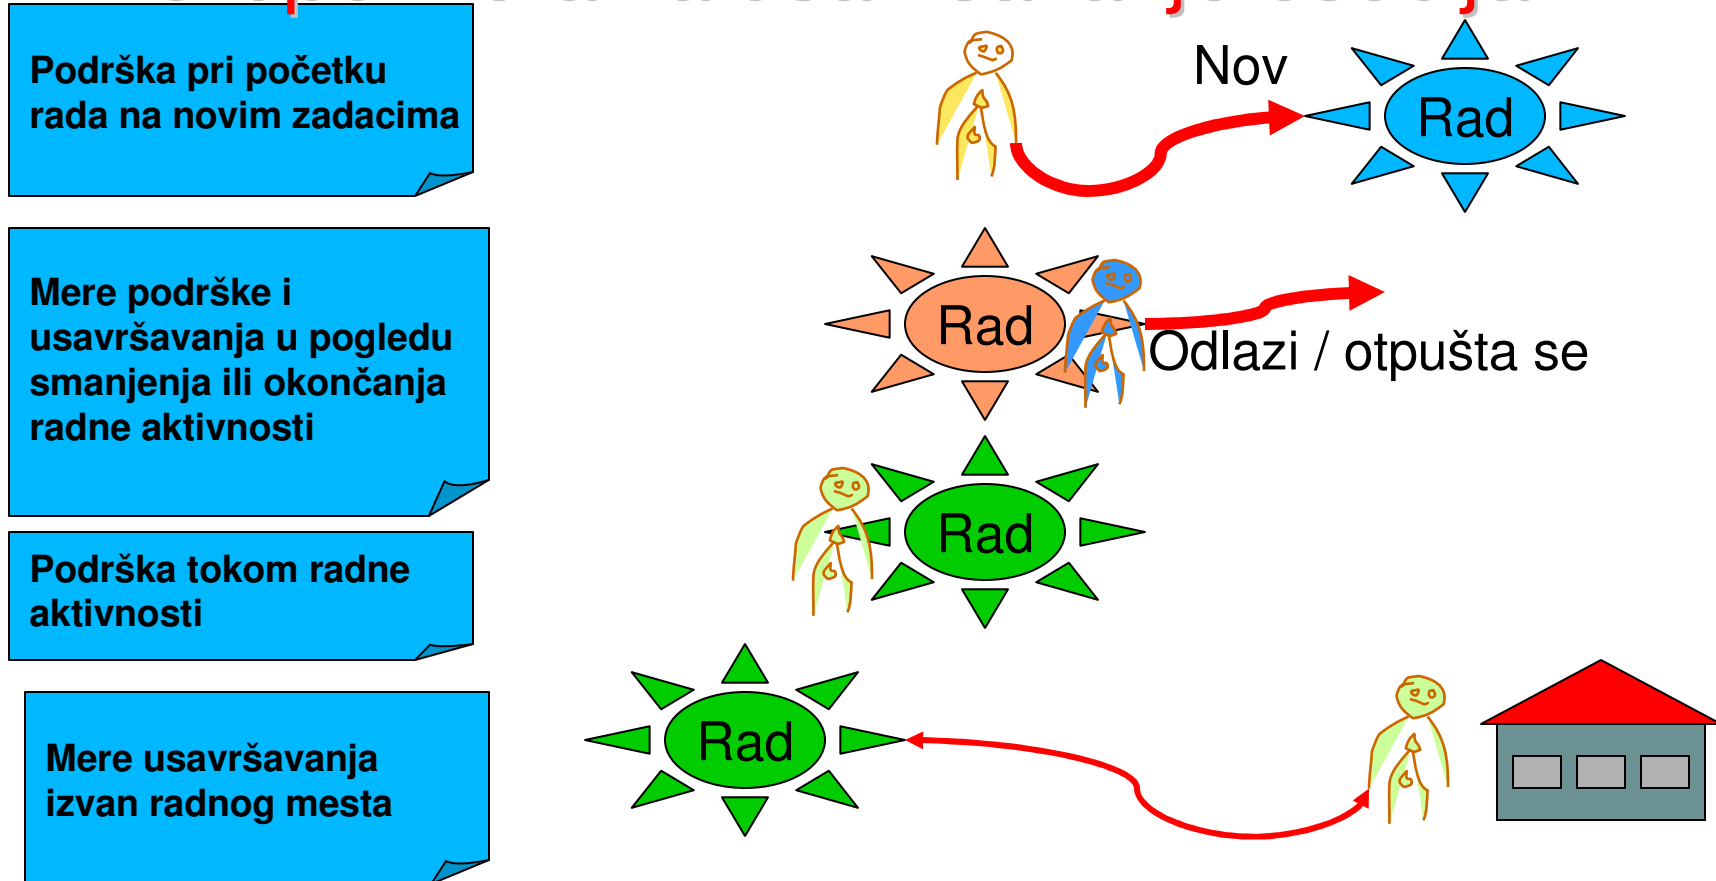 Podrška pri početku
rada na novim zadacima
Nov
Rad
Mere podrške i
usavršavanja u pogledu
smanjenja ili okončanja
radne aktivnosti
Rad
Odlazi / otpušta se
Podrška tokom radne
aktivnosti
Rad
Mere usavršavanja
izvan radnog mesta
Rad